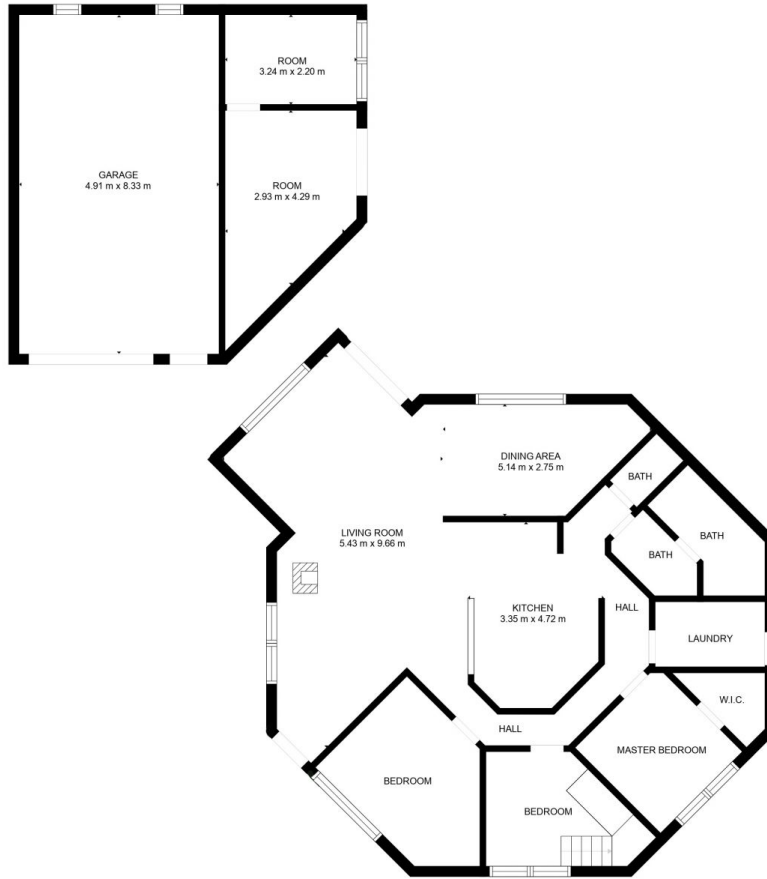 ROOM
3.24 m x 2.20 m
GARAGE
4.91 m x 8.33 m
ROOM
2.93 m x 4.29 m
DINING AREA
5.14 m x 2.75 m
BATH
LIVING ROOM
5.43 m x 9.66 m
BATH
BATH
KITCHEN
3.35 m x 4.72 m
HALL
LAUNDRY
W.I.C.
HALL
MASTER BEDROOM
BEDROOM
BEDROOM